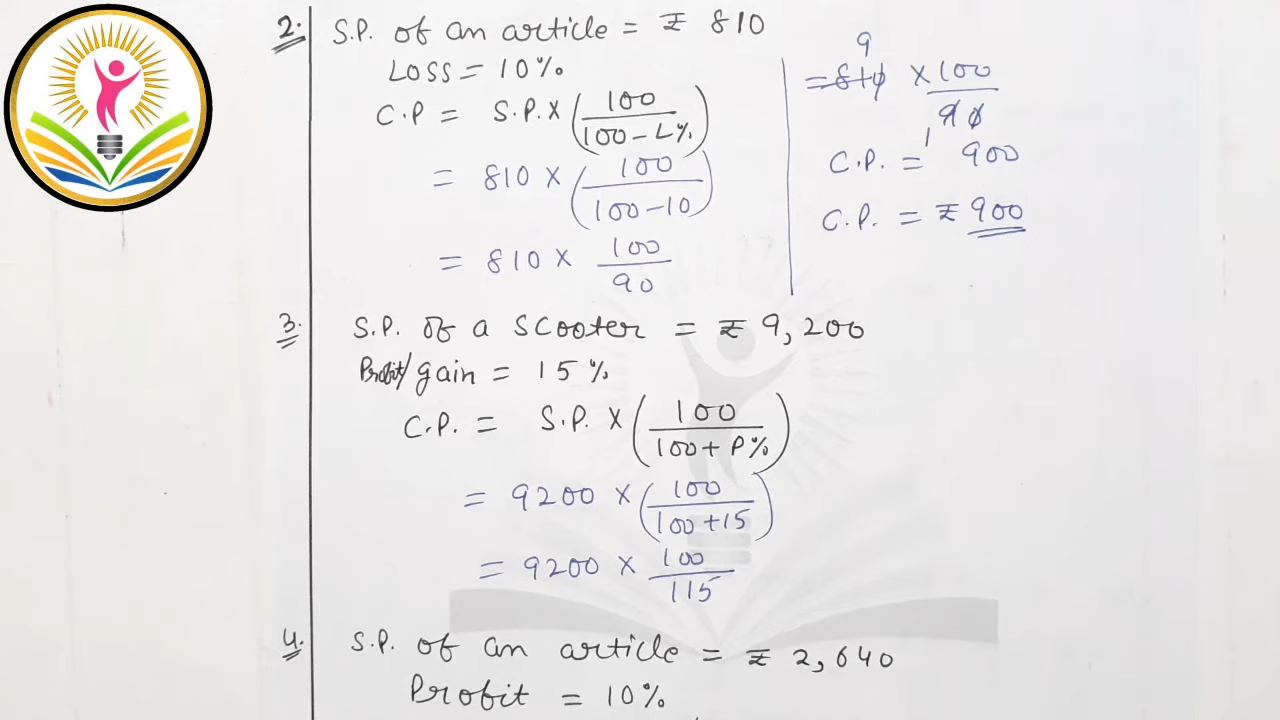 2. S.P. of an article = ₹ 810
Loss = 10%
C.P = S.P. × (100 / 100 - L%)
= 810 × (100 / 100-10)
= 810 × 100 / 90
= 810 × 100 / 90
9
1
C.P. = 900
C.P. = ₹ 900
3. S.P. of a Scooter = ₹ 9,200
Profit/gain = 15%
C.P. = S.P. × (100 / 100 + P%)
= 9200 × (100 / 100 +15)
= 9200 × 100 / 115
4. S.P. of an article = ₹ 2,640
Profit = 10%